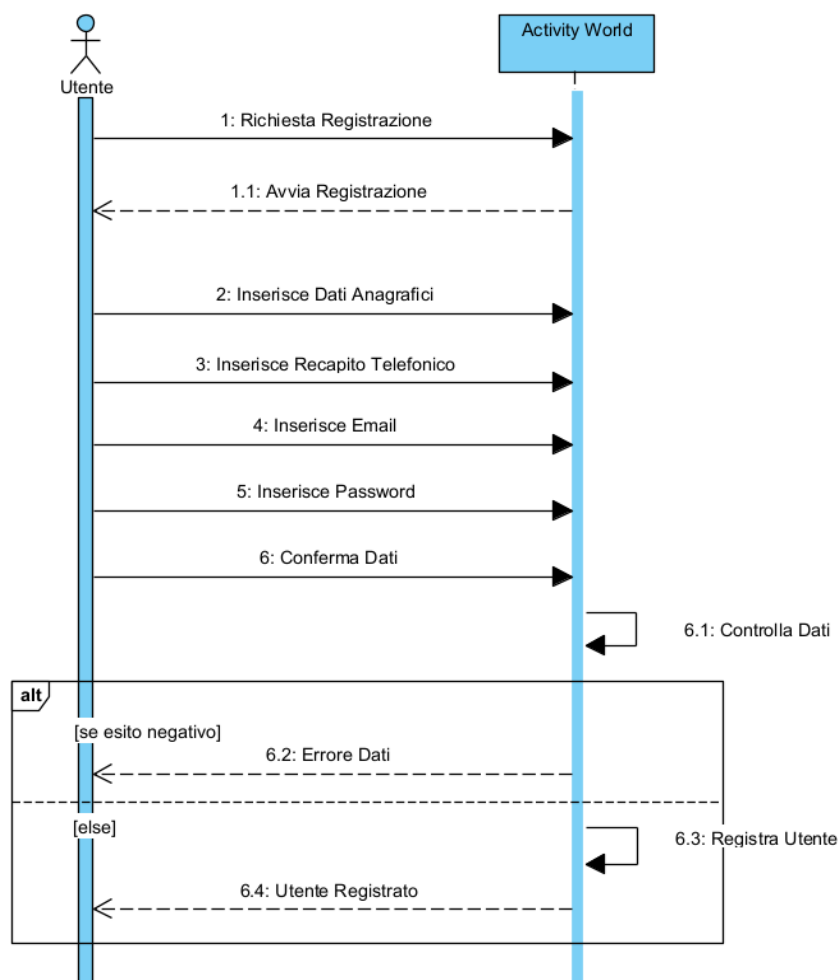 Activity World
Utente
1: Richiesta Registrazione
1.1: Avvia Registrazione
2: Inserisce Dati Anagrafici
3: Inserisce Recapito Telefonico
4: Inserisce Email
5: Inserisce Password
6: Conferma Dati
6.1: Controlla Dati
alt
[se esito negativo]
6.2: Errore Dati
[else]
6.3: Registra Utente
6.4: Utente Registrato